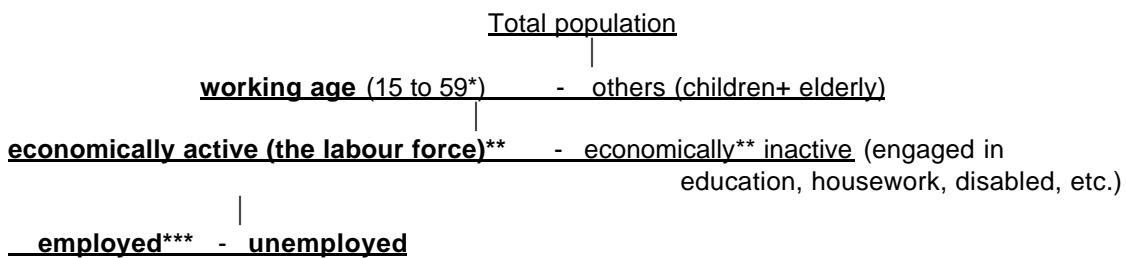 Total population
working age (15 to 59*) - others (children+ elderly)
economically active (the labour force)** - economically** inactive (engaged in
education, housework, disabled, etc.)
employed*** - unemployed